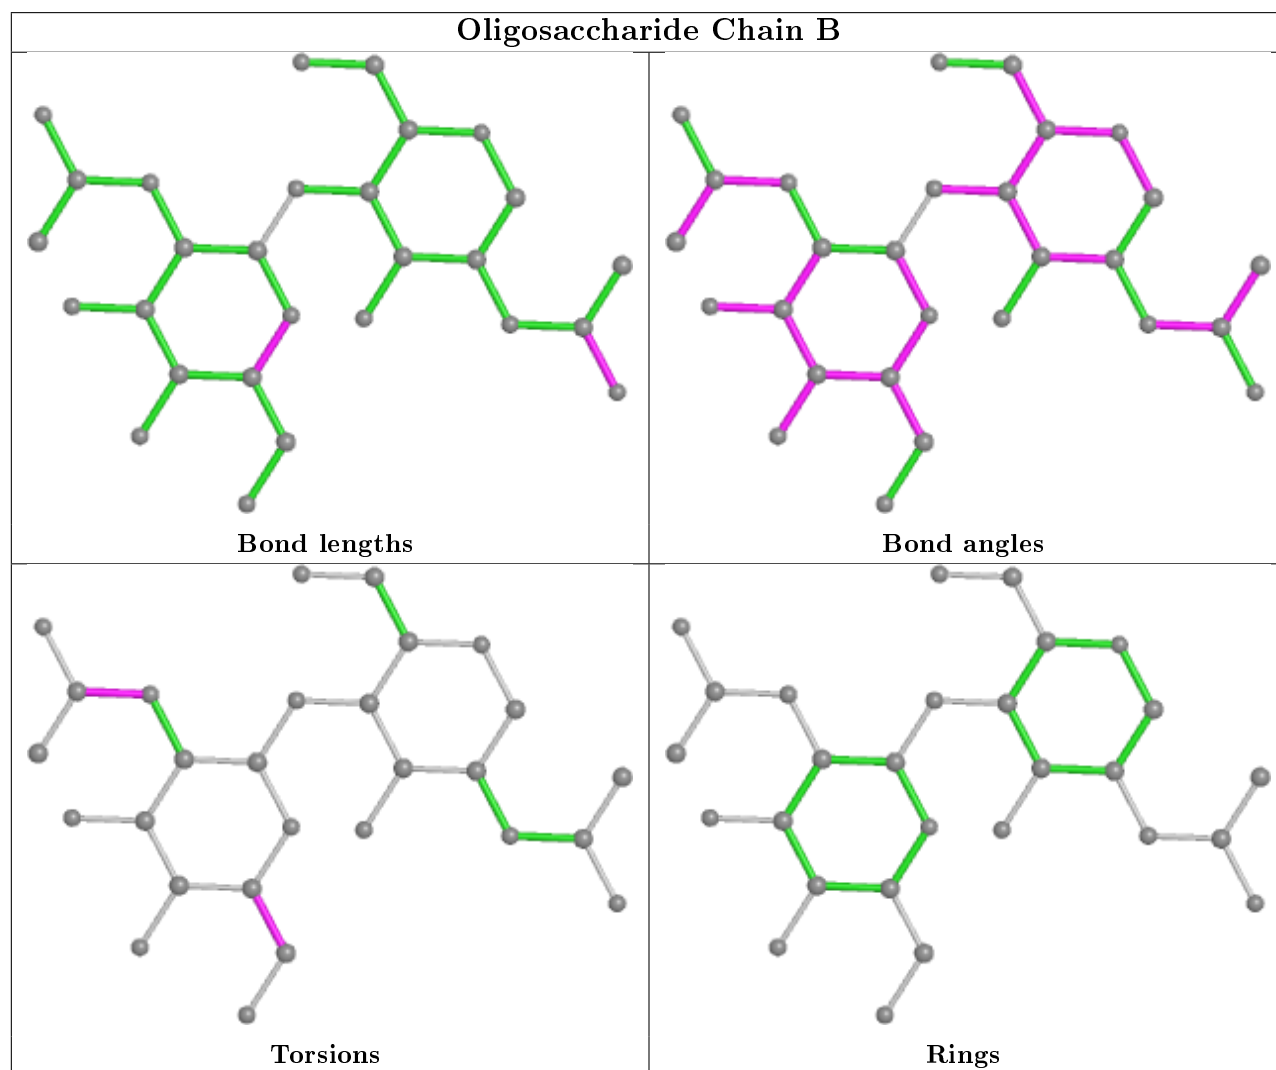 Oligosaccharide Chain B
Bond lengths
Bond angles
Torsions
Rings